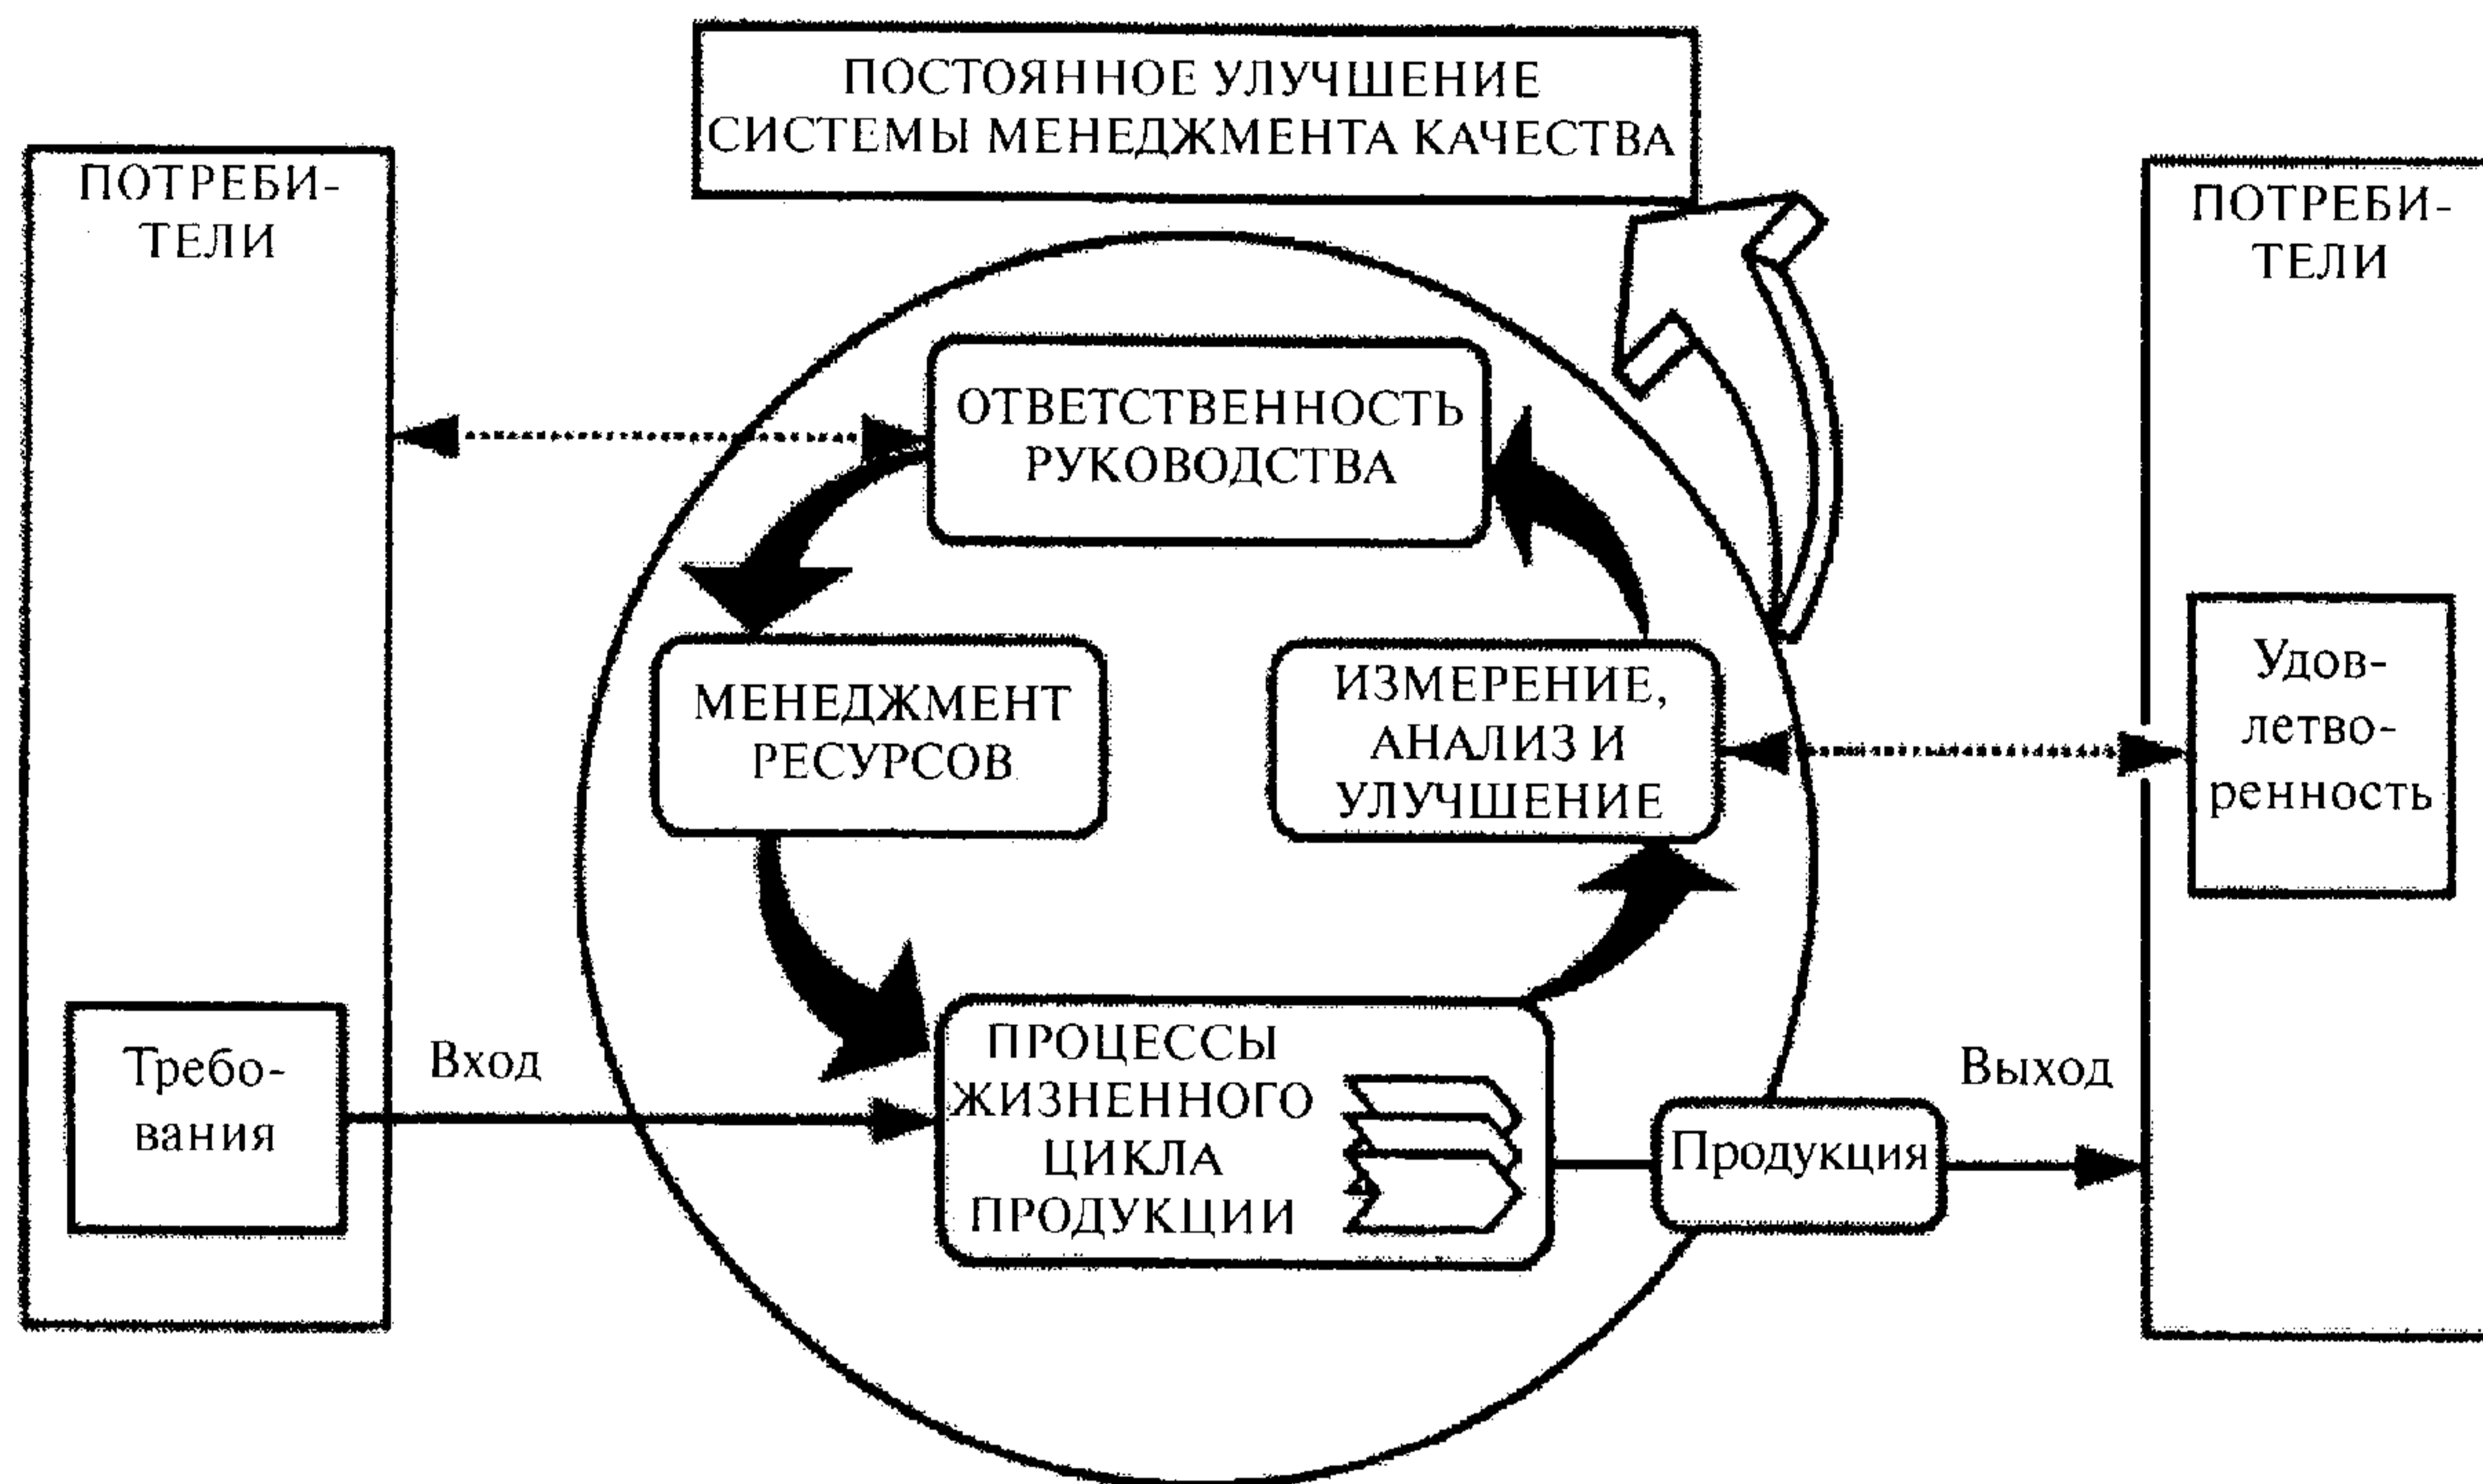 ПОСТОЯННОЕ УЛУЧШЕНИЕ
СИСТЕМЫ МЕНЕДЖМЕНТА КАЧЕСТВА
ПОТРЕБИ-
ТЕЛИ
ПОТРЕБИ-
ТЕЛИ
ОТВЕТСТВЕННОСТЬ
РУКОВОДСТВА
МЕНЕДЖМЕНТ
РЕСУРСОВ
ИЗМЕРЕНИЕ,
АНАЛИЗ И
УЛУЧШЕНИЕ
Удов-
летво-
ренность
Требо-
вания
Вход
ПРОЦЕССЫ
ЖИЗНЕННОГО
ЦИКЛА
ПРОДУКЦИИ
Продукция
Выход